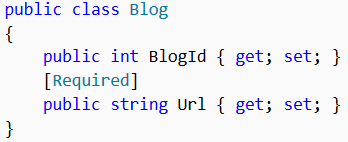 public class Blog
{
    public int BlogId { get; set; }
    [Required]
    public string Url { get; set; }
}